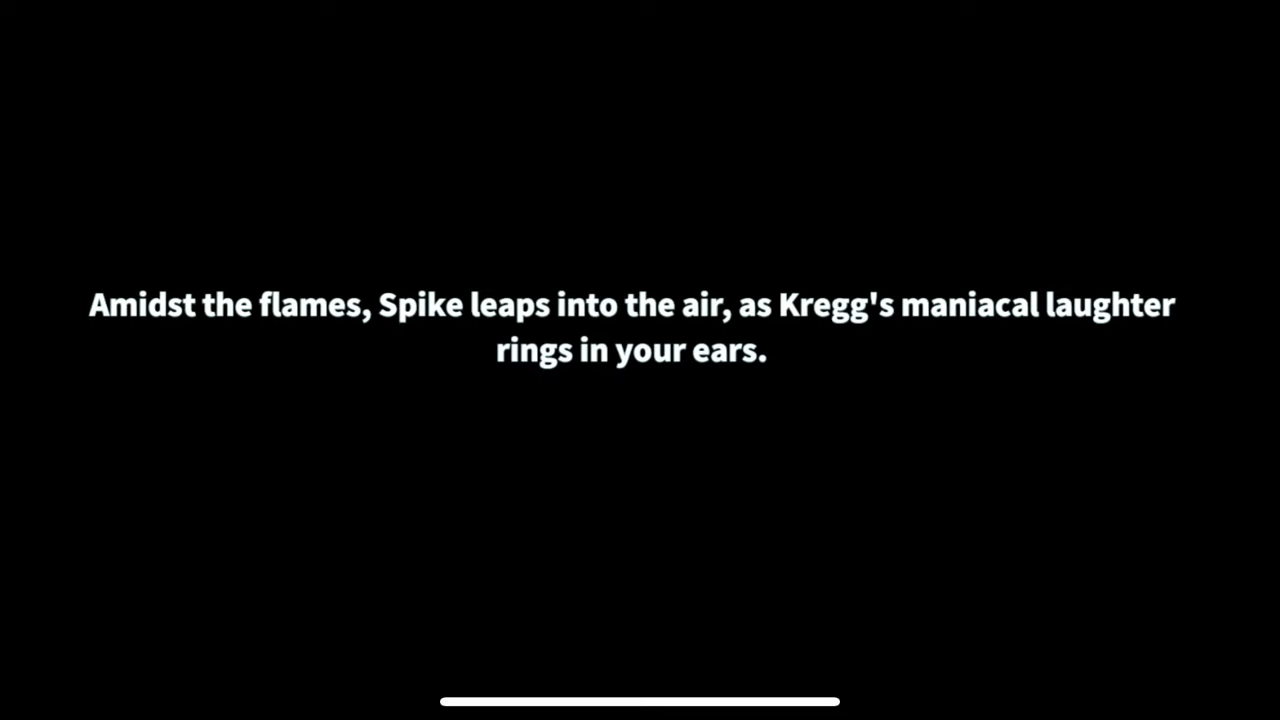 Amidst the flames, Spike leaps into the air, as Kregg's maniacal laughter
rings in your ears.